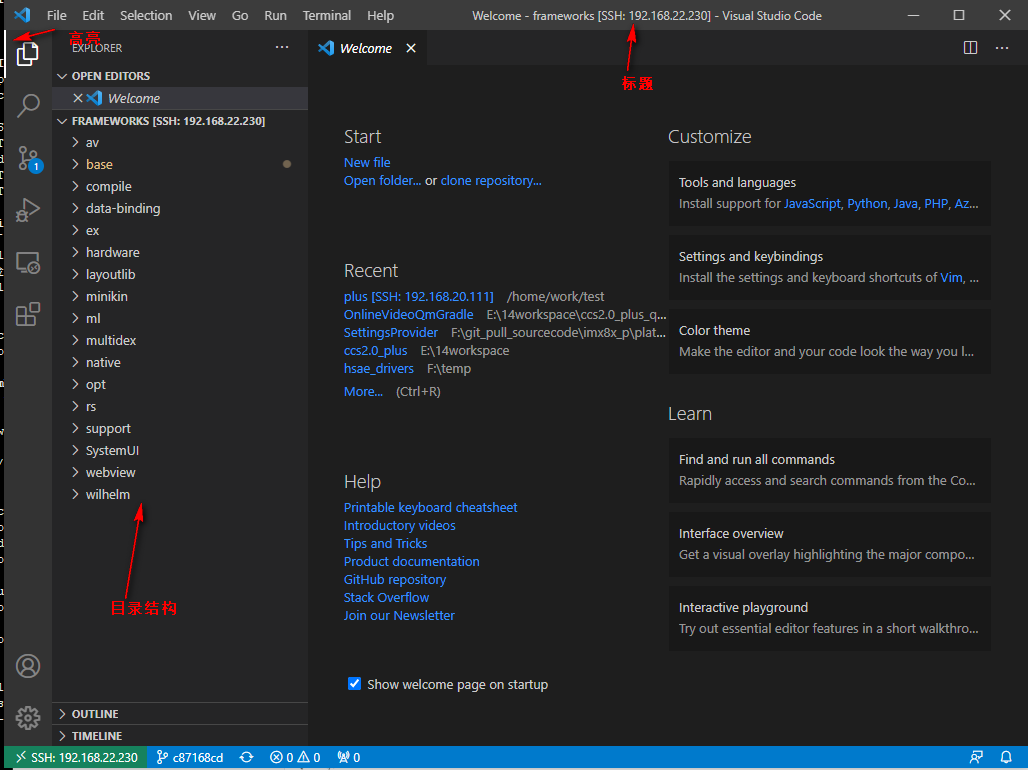 File Edit Selection View Go Run Terminal Help
Welcome - frameworks [SSH: 192.168.22.230] - Visual Studio Code
高亮
EXPLORER
Welcome
标题
OPEN EDITORS
Welcome
FRAMEWORKS [SSH: 192.168.22.230]
av
base
compile
data-binding
ex
hardware
layoutlib
minikin
ml
multidex
native
opt
rs
support
SystemUI
webview
wilhelm
目录结构
OUTLINE
TIMELINE
1
Start
New file
Open folder... or clone repository...
Recent
plus [SSH: 192.168.20.111] /home/work/test
OnlineVideoQmGradle E:\14workspace\ccs2.0_plus_q...
SettingsProvider F:\git_pull_sourcecode\imx8x_p\plat...
ccs2.0_plus E:\14workspace
hsae_drivers F:\temp
More... (Ctrl+R)
Help
Printable keyboard cheatsheet
Introductory videos
Tips and Tricks
Product documentation
GitHub repository
Stack Overflow
Join our Newsletter
Show welcome page on startup
Customize
Tools and languages
Install support for JavaScript, Python, Java, PHP, Az...
Settings and keybindings
Install the settings and keyboard shortcuts of Vim, ...
Color theme
Make the editor and your code look the way you l...
Learn
Find and run all commands
Rapidly access and search commands from the Co...
Interface overview
Get a visual overlay highlighting the major compo...
Interactive playground
Try out essential editor features in a short walkthro...
SSH: 192.168.22.230 c87168cd 0 0 0